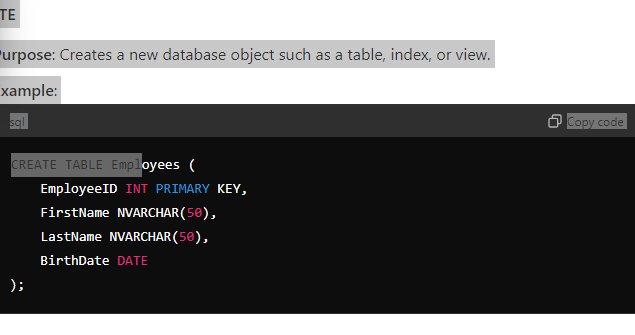 TE
Purpose: Creates a new database object such as a table, index, or view.
xample:
sql Copy code
CREATE TABLE Employees (
    EmployeeID INT PRIMARY KEY,
    FirstName NVARCHAR(50),
    LastName NVARCHAR(50),
    BirthDate DATE
);